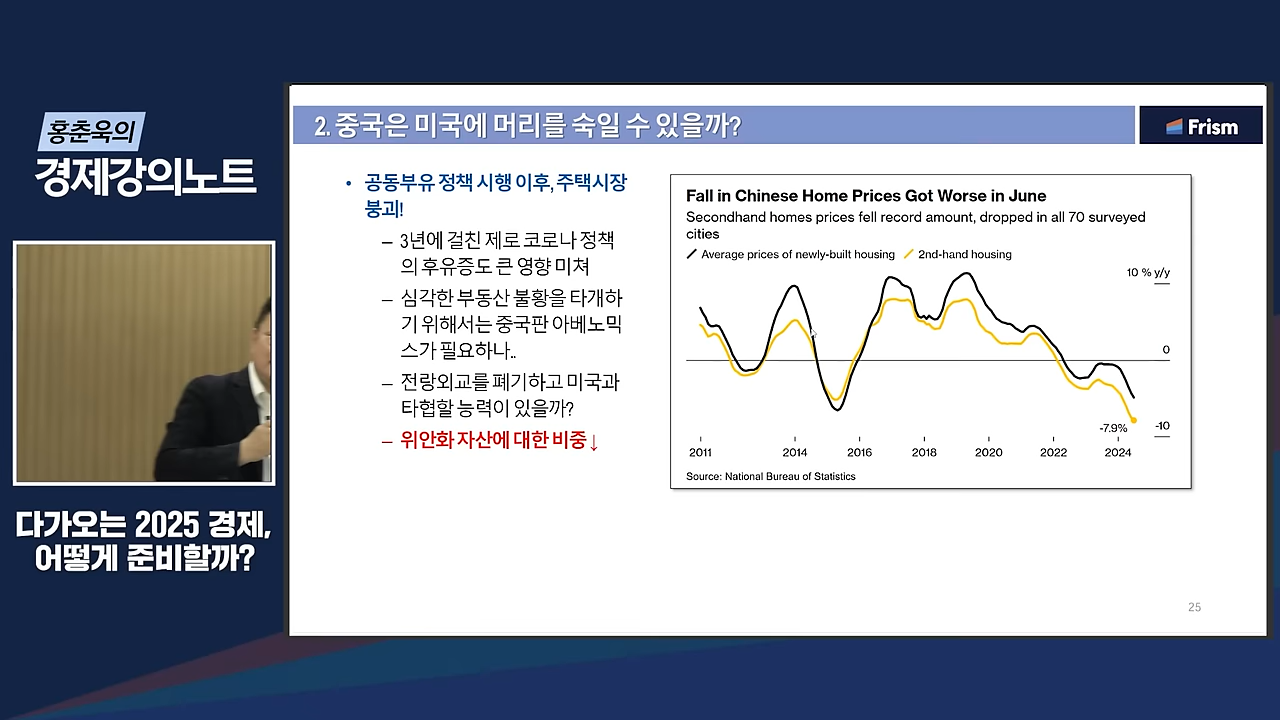 홍춘욱의
경제강의노트
다가오는 2025 경제,
어떻게 준비할까?
2. 중국은 미국에 머리를 숙일 수 있을까?
Frism
• 공동부유 정책 시행 이후, 주택시장
붕괴!
– 3년에 걸친 제로 코로나 정책
의 후유증도 큰 영향 미쳐
– 심각한 부동산 불황을 타개하
기 위해서는 중국판 아베노믹
스가 필요하나..
– 전랑외교를 폐기하고 미국과
타협할 능력이 있을까?
– 위안화 자산에 대한 비중↓
Fall in Chinese Home Prices Got Worse in June
Secondhand homes prices fell record amount, dropped in all 70 surveyed
cities
Average prices of newly-built housing 2nd-hand housing
10 % y/y
0
-7.9% -10
2011 2014 2016 2018 2020 2022 2024
Source: National Bureau of Statistics
25